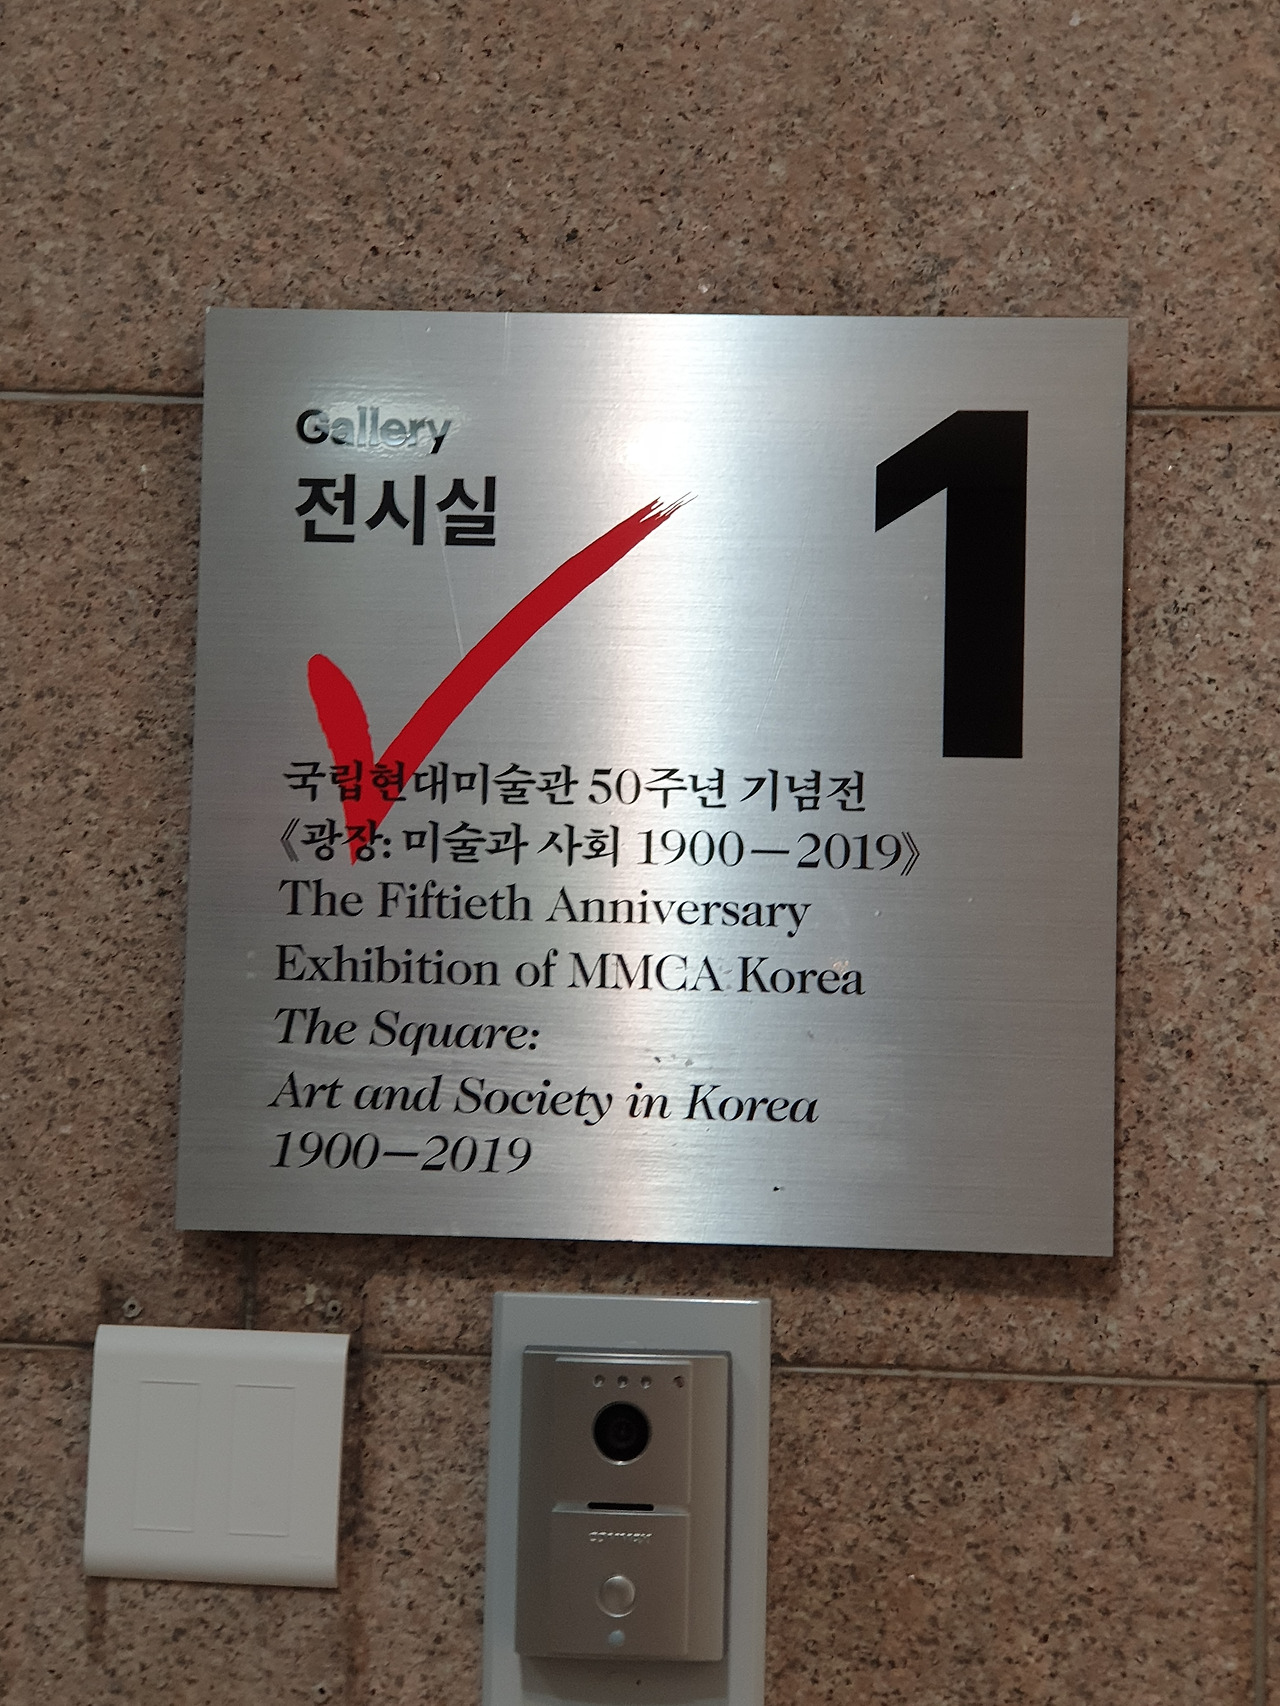 Gallery
전시실
1
국립현대미술관 50주년 기념전
《광장: 미술과 사회 1900—2019》
The Fiftieth Anniversary
Exhibition of MMCA Korea
The Square:
Art and Society in Korea
1900—2019